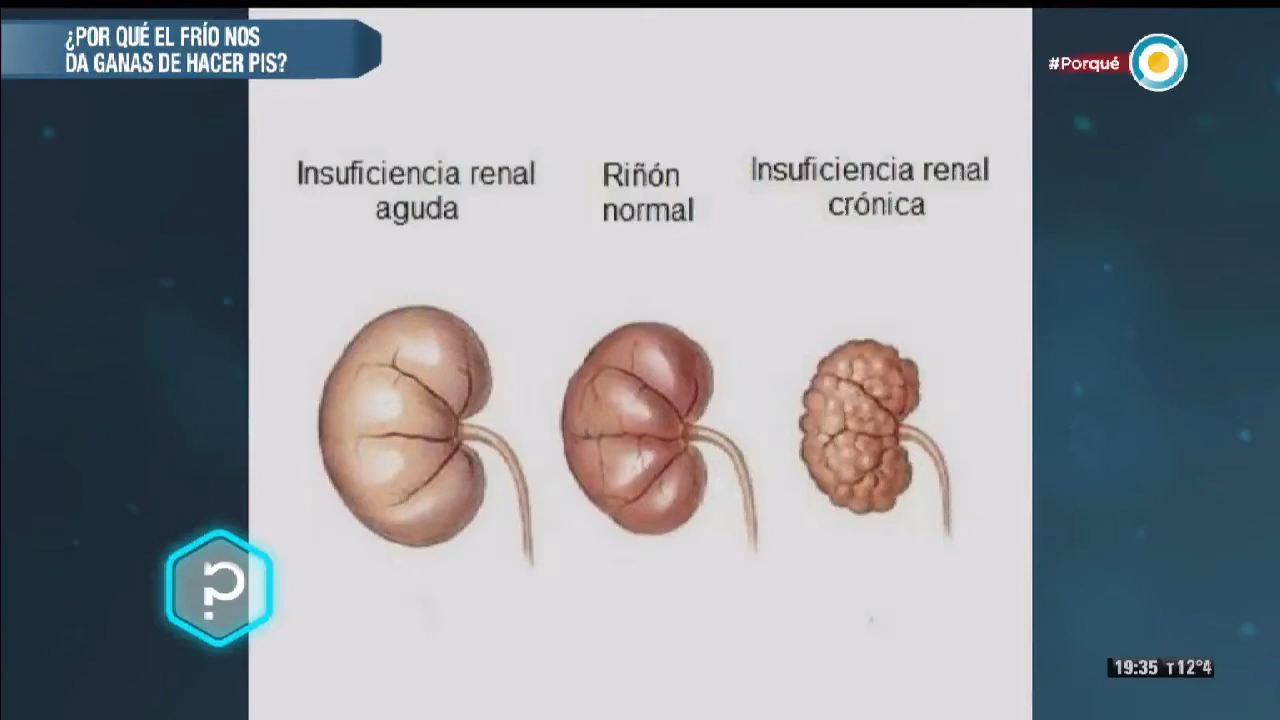 ¿POR QUÉ EL FRÍO NOS
DA GANAS DE HACER PIS?
#Porqué
Insuficiencia renal
aguda
Riñón
normal
Insuficiencia renal
crónica
?
19:35 T 12°4